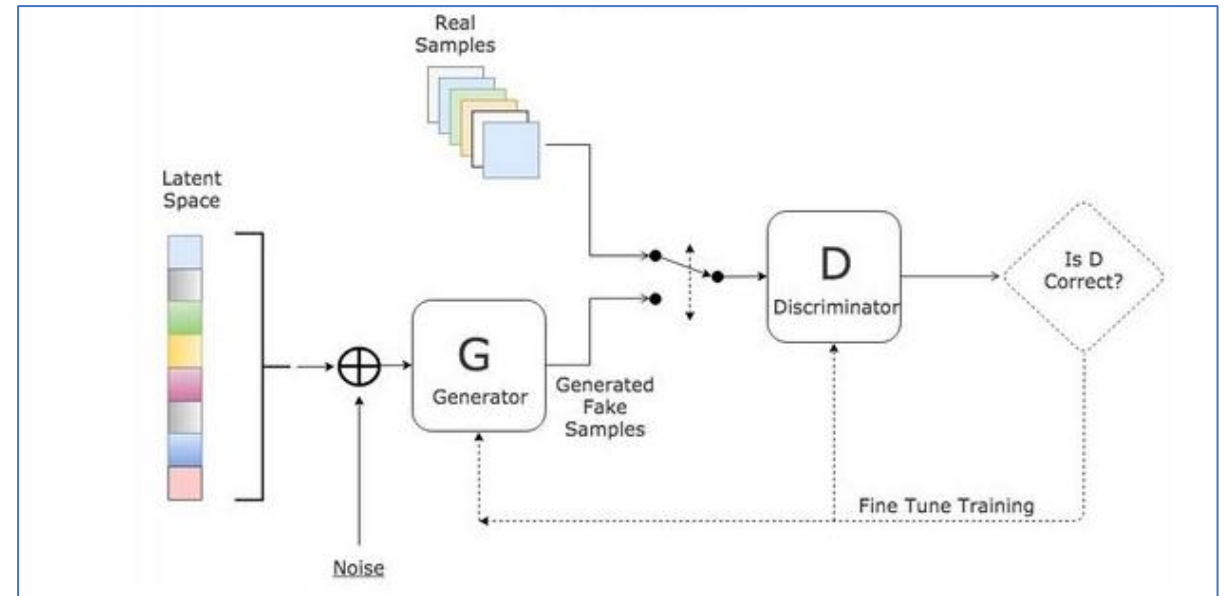 Real
Samples
Latent
Space
G
Generator
Generated
Fake
Samples
D
Discriminator
Is D
Correct?
Fine Tune Training
Noise